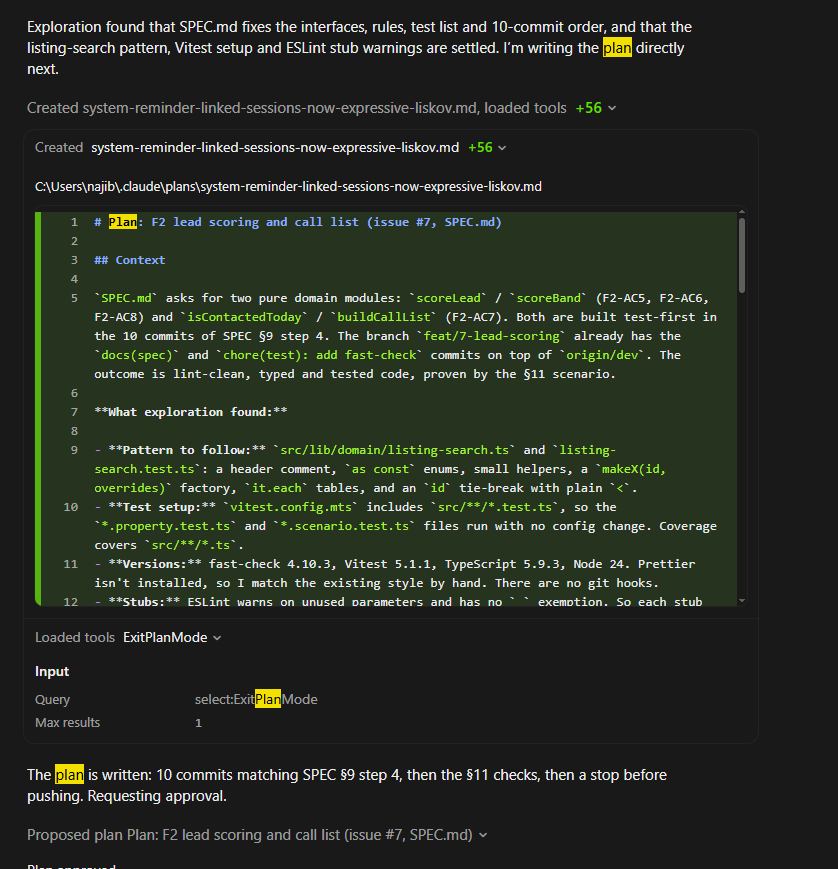 Exploration found that SPEC.md fixes the interfaces, rules, test list and 10-commit order, and that the
listing-search pattern, Vitest setup and ESLint stub warnings are settled. I'm writing the plan directly
next.
Created system-reminder-linked-sessions-now-expressive-liskov.md, loaded tools +56
Created system-reminder-linked-sessions-now-expressive-liskov.md +56
C:\Users\najib\.claude\plans\system-reminder-linked-sessions-now-expressive-liskov.md
1 # Plan: F2 lead scoring and call list (issue #7, SPEC.md)
2
3 ## Context
4
5 `SPEC.md` asks for two pure domain modules: `scoreLead` / `scoreBand` (F2-AC5, F2-AC6,
F2-AC8) and `isContactedToday` / `buildCallList` (F2-AC7). Both are built test-first in
the 10 commits of SPEC §9 step 4. The branch `feat/7-lead-scoring` already has the
`docs(spec)` and `chore(test): add fast-check` commits on top of `origin/dev`. The
outcome is lint-clean, typed and tested code, proven by the §11 scenario.
6
7 **What exploration found:**
8
9 - **Pattern to follow:** `src/lib/domain/listing-search.ts` and `listing-
search.test.ts`: a header comment, `as const` enums, small helpers, a `makeX(id,
overrides)` factory, `it.each` tables, and an `id` tie-break with plain `<`.
10 - **Test setup:** `vitest.config.mts` includes `src/**/*.test.ts`, so the
`*.property.test.ts` and `*.scenario.test.ts` files run with no config change. Coverage
covers `src/**/*.ts`.
11 - **Versions:** fast-check 4.10.3, Vitest 5.1.1, TypeScript 5.9.3, Node 24. Prettier
isn't installed, so I match the existing style by hand. There are no git hooks.
12 - **Stubs:** ESLint warns on unused parameters and has no `_` exemption. So each stub
Loaded tools ExitPlanMode
Input
Query select:ExitPlanMode
Max results 1
The plan is written: 10 commits matching SPEC §9 step 4, then the §11 checks, then a stop before
pushing. Requesting approval.
Proposed plan Plan: F2 lead scoring and call list (issue #7, SPEC.md)
Plan approved